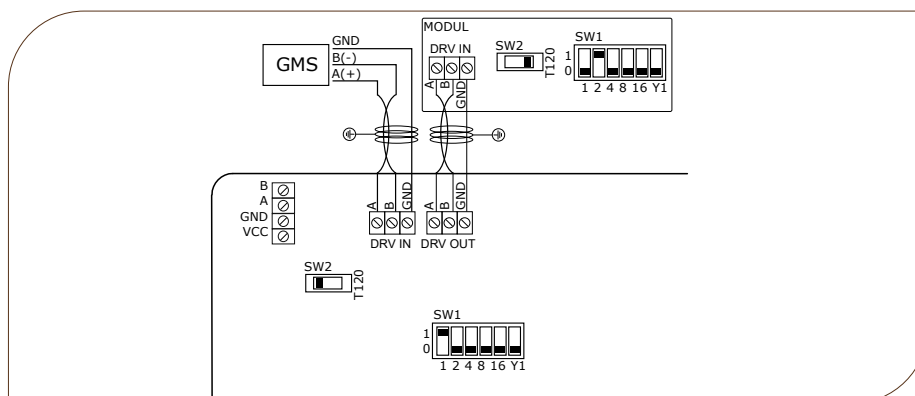 MODUL
GND
B(-)
A(+)
GMS
DRV IN
A
B
GND
SW2
T120
SW1
1
0
1 2 4 8 16 Y1
B
A
GND
VCC
A
B
GND
DRV IN
A
B
GND
DRV OUT
SW2
T120
SW1
1
0
1 2 4 8 16 Y1